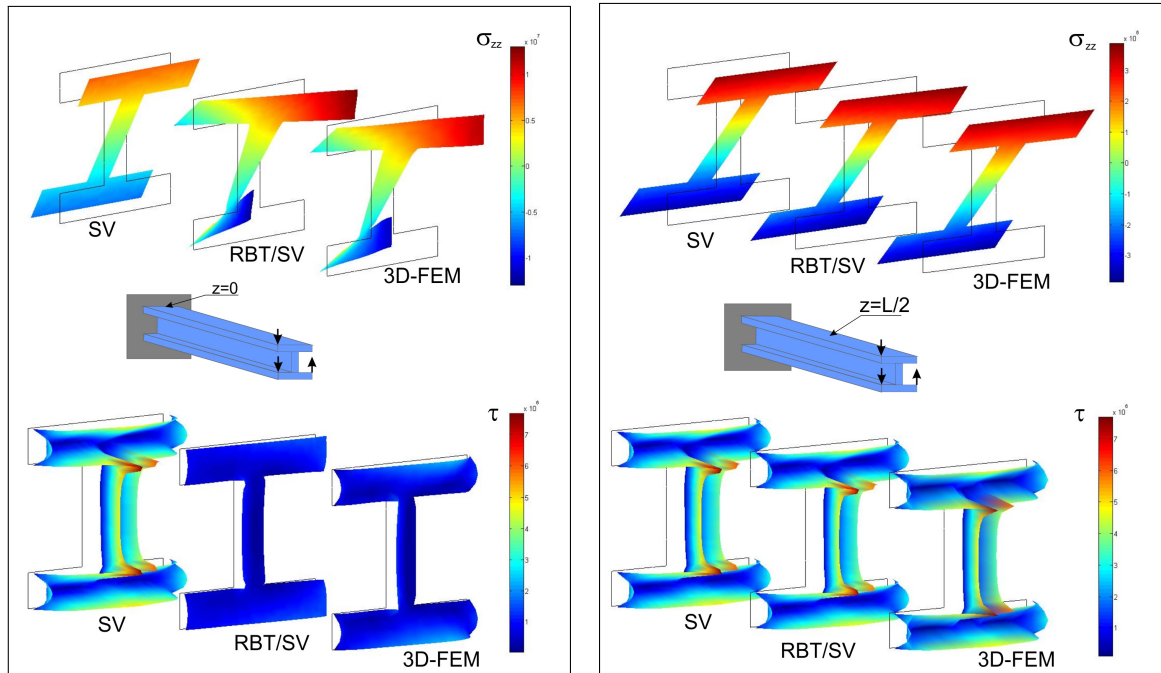 σzz
x 10⁷
1
0.5
0
-0.5
-1
SV
RBT/SV
3D-FEM
z=0
τ
x 10⁶
7
6
5
4
3
2
1
SV
RBT/SV
3D-FEM
σzz
x 10⁶
3
2
1
0
-1
-2
-3
SV
RBT/SV
3D-FEM
z=L/2
τ
x 10⁶
7
6
5
4
3
2
1
SV
RBT/SV
3D-FEM